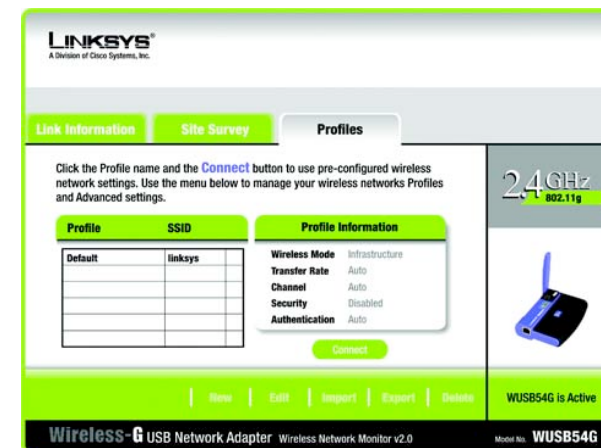 LINKSYS®
A Division of Cisco Systems, Inc.
Link Information Site Survey Profiles
Click the Profile name and the Connect button to use pre-configured wireless
network settings. Use the menu below to manage your wireless networks Profiles
and Advanced settings.
Profile SSID
Default linksys
Profile Information
Wireless Mode Infrastructure
Transfer Rate Auto
Channel Auto
Security Disabled
Authentication Auto
Connect
2.4GHz
802.11g
New Edit Import Export Delete
WUSB54G is Active
Wireless-G USB Network Adapter Wireless Network Monitor v2.0
Model No. WUSB54G